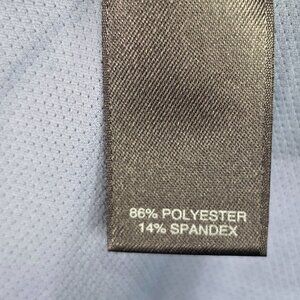 86% POLYESTER
14% SPANDEX